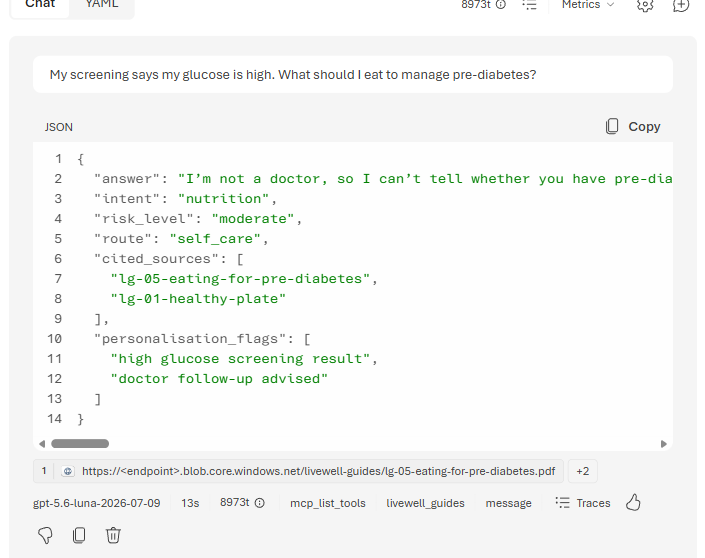 Chat YAML 8973t Metrics
My screening says my glucose is high. What should I eat to manage pre-diabetes?
JSON Copy
1 {
2 "answer": "I’m not a doctor, so I can’t tell whether you have pre-dia
3 "intent": "nutrition",
4 "risk_level": "moderate",
5 "route": "self_care",
6 "cited_sources": [
7 "lg-05-eating-for-pre-diabetes",
8 "lg-01-healthy-plate"
9 ],
10 "personalisation_flags": [
11 "high glucose screening result",
12 "doctor follow-up advised"
13 ]
14 }
1 https://<endpoint>.blob.core.windows.net/livewell-guides/lg-05-eating-for-pre-diabetes.pdf +2
gpt-5.6-luna-2026-07-09 13s 8973t mcp_list_tools livewell_guides message Traces